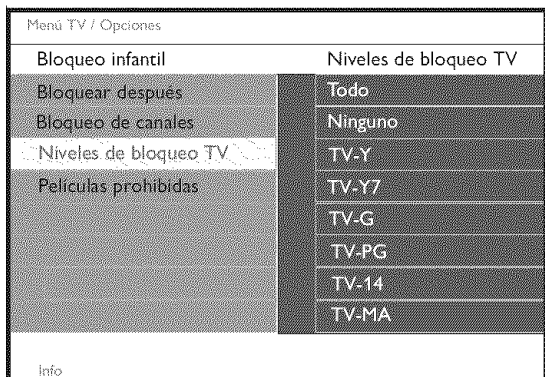 Menú TV / Opciones
Bloqueo infantil
Niveles de bloqueo TV
Bloquear después
Todo
Bloqueo de canales
Ninguno
Niveles de bloqueo TV
TV-Y
Películas prohibidas
TV-Y7
TV-G
TV-PG
TV-14
TV-MA
Info